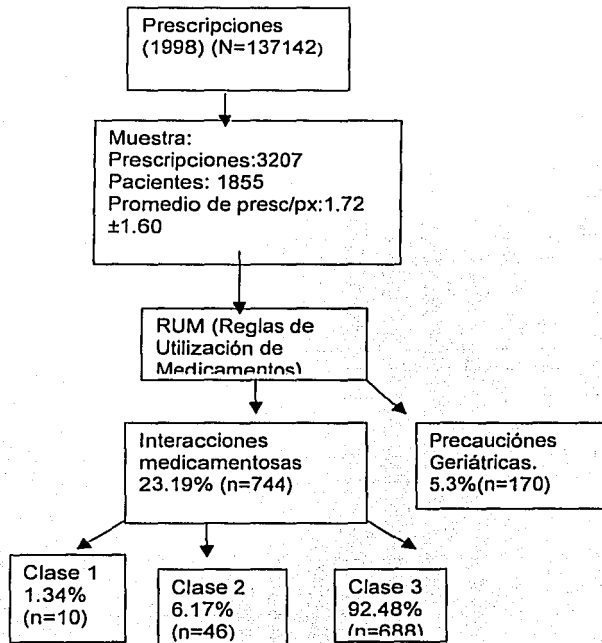 Prescripciones
(1998) (N=137142)
Muestra:
Prescripciones:3207
Pacientes: 1855
Promedio de presc/px:1.72
±1.60
RUM (Reglas de
Utilización de
Medicamentos)
Interacciones
medicamentosas
23.19% (n=744)
Precauciónes
Geriátricas.
5.3%(n=170)
Clase 1
1.34%
(n=10)
Clase 2
6.17%
(n=46)
Clase 3
92.48%
(n=688)